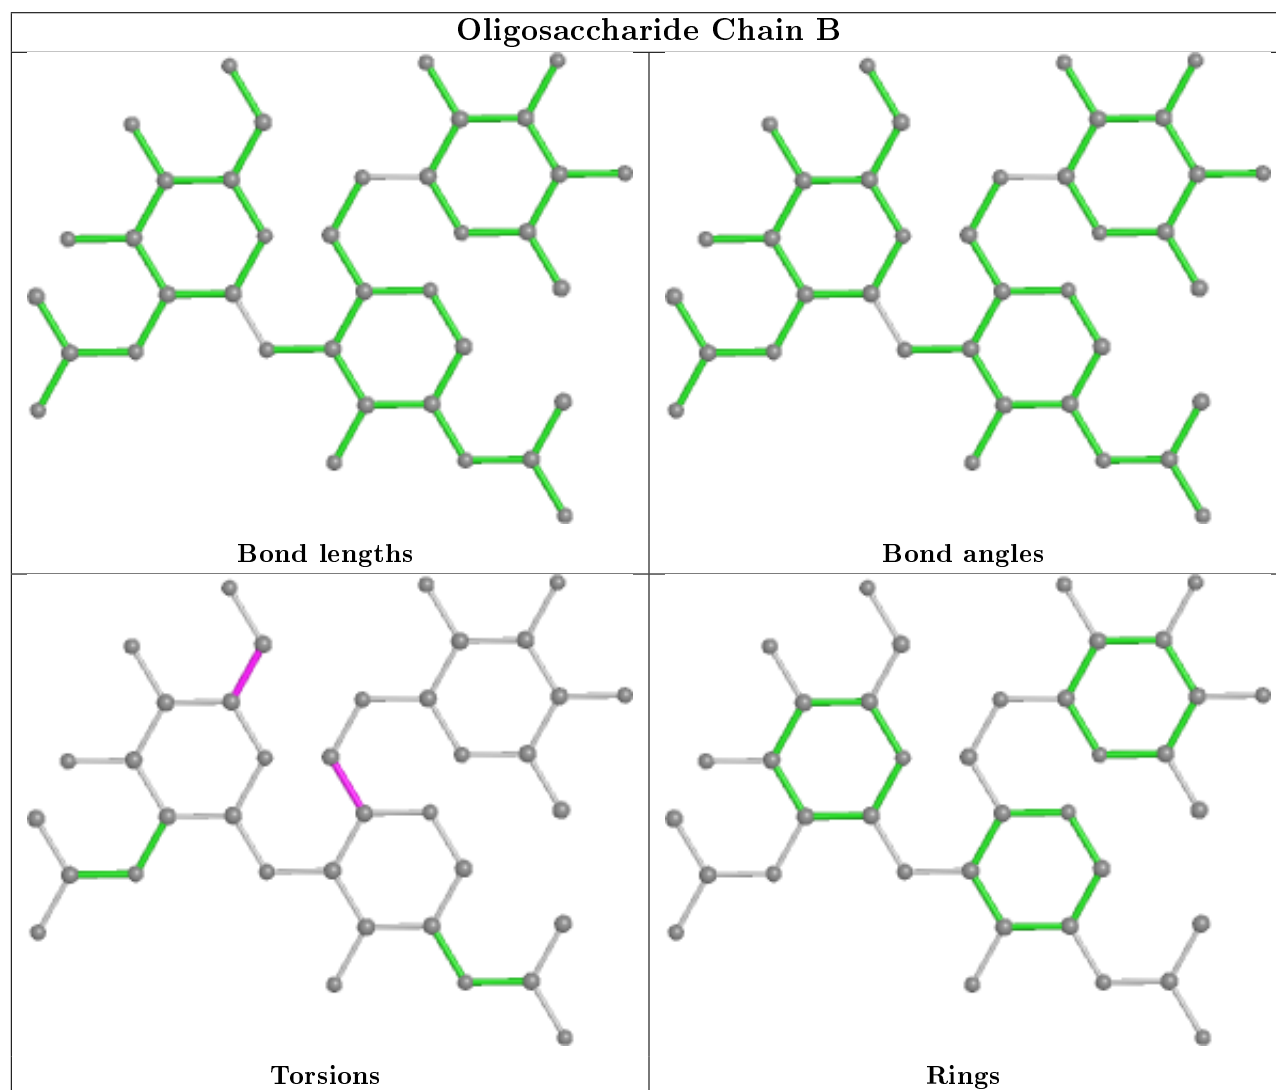 Oligosaccharide Chain B
Bond lengths
Bond angles
Torsions
Rings